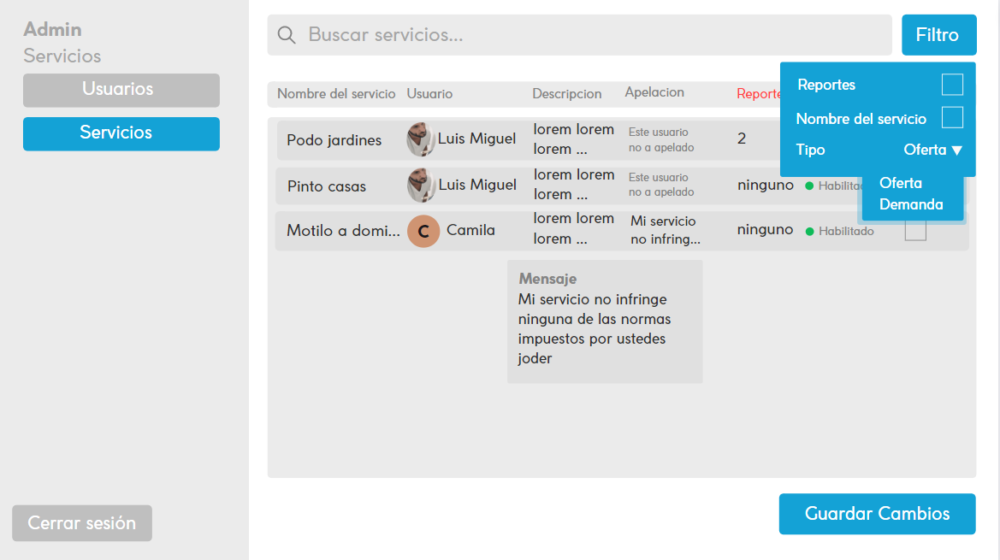 Admin
Servicios
Usuarios
Servicios
Cerrar sesión
Buscar servicios...
Filtro
Reportes
Nombre del servicio
Tipo Oferta
Oferta
Demanda
Nombre del servicio Usuario Descripcion Apelacion
Podo jardines Luis Miguel lorem lorem
lorem ... Este usuario
no a apelado 2
Pinto casas Luis Miguel lorem lorem
lorem ... Este usuario
no a apelado ninguno
Motilo a domi... C Camila lorem lorem
lorem ... Mi servicio
no infring... ninguno Habilitado
Mensaje
Mi servicio no infringe
ninguna de las normas
impuestos por ustedes
joder
Guardar Cambios